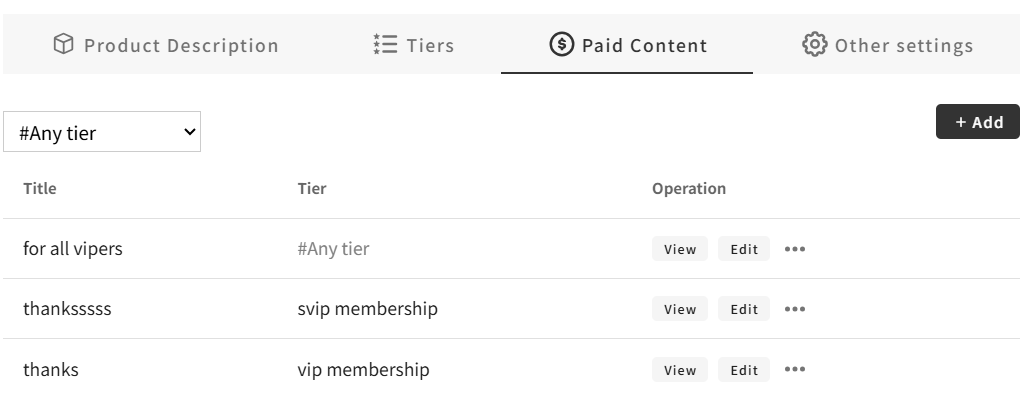 Product Description Tiers Paid Content Other settings
#Any tier + Add
Title Tier Operation
for all vipers #Any tier View Edit •••
thanksssss svip membership View Edit •••
thanks vip membership View Edit •••